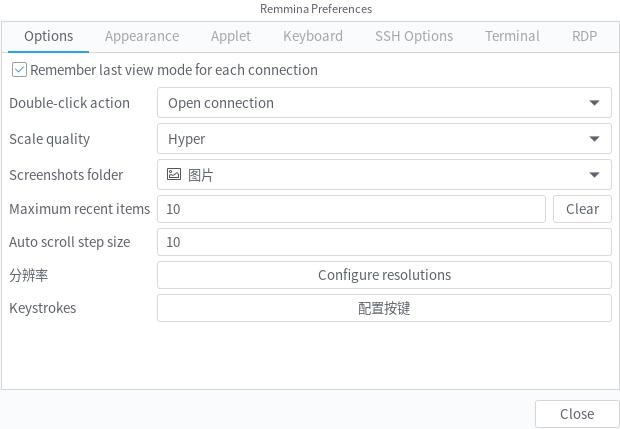 Remmina Preferences
Options Appearance Applet Keyboard SSH Options Terminal RDP
Remember last view mode for each connection
Double-click action Open connection
Scale quality Hyper
Screenshots folder 图片
Maximum recent items 10 Clear
Auto scroll step size 10
分辨率 Configure resolutions
Keystrokes 配置按键
Close